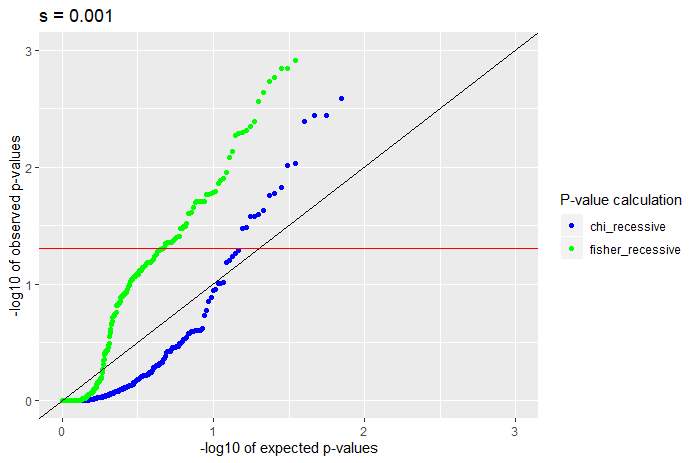 s = 0.001
-log10 of observed p-values
3
2
1
0
0
1
2
3
-log10 of expected p-values
P-value calculation
chi_recessive
fisher_recessive